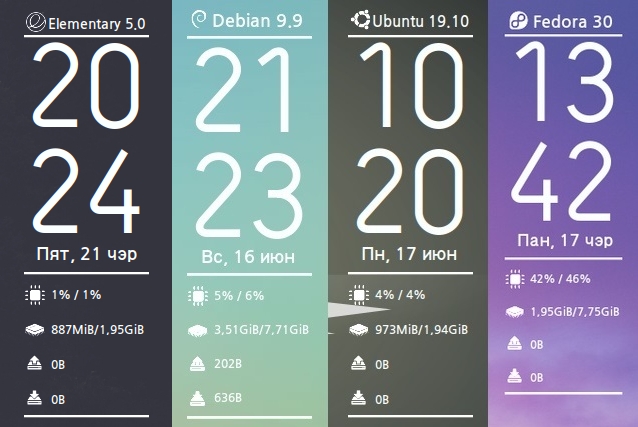 Elementary 5.0
20
24
Пят, 21 чэр
1% / 1%
887MiB/1,95GiB
0B
0B
Debian 9.9
21
23
Вс, 16 июн
5% / 6%
3,51GiB/7,71GiB
202B
636B
Ubuntu 19.10
10
20
Пн, 17 июн
4% / 4%
973MiB/1,94GiB
0B
0B
Fedora 30
13
42
Пан, 17 чэр
42% / 46%
1,95GiB/7,75GiB
0B
0B